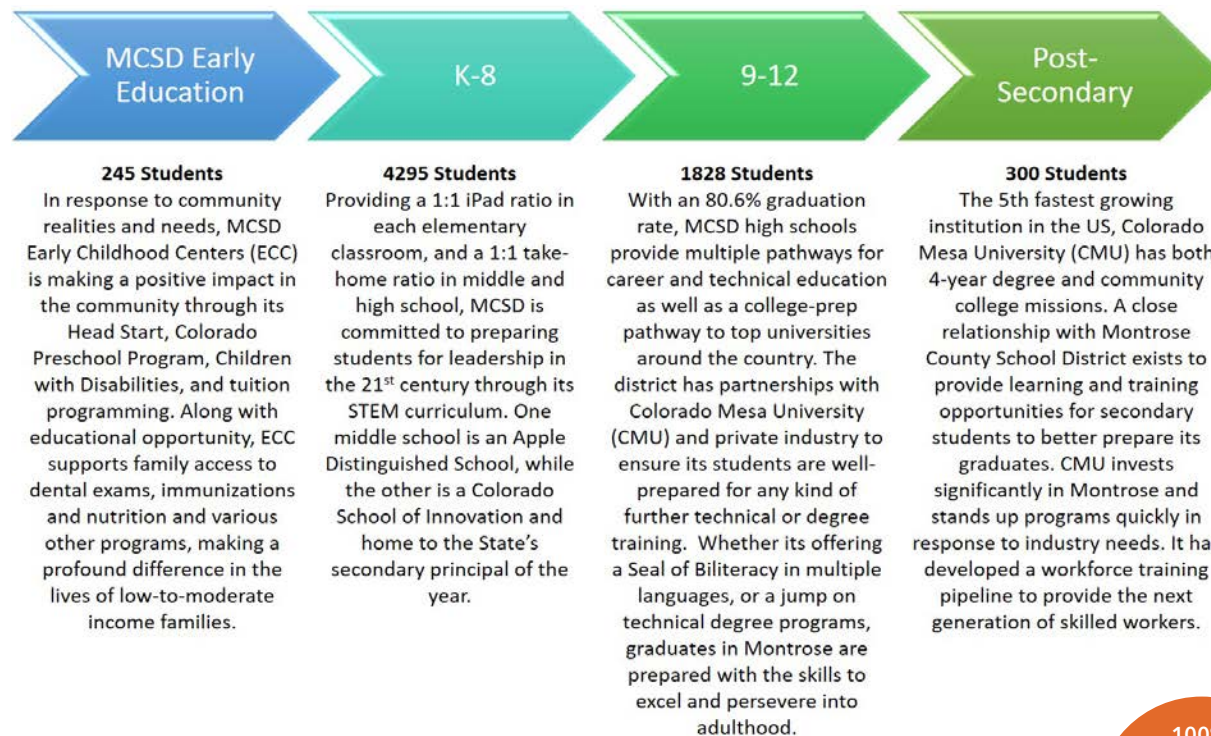 MCSD Early
Education
K-8
9-12
Post-
Secondary
245 Students
In response to community
realities and needs, MCSD
Early Childhood Centers (ECC)
is making a positive impact in
the community through its
Head Start, Colorado
Preschool Program, Children
with Disabilities, and tuition
programming. Along with
educational opportunity, ECC
supports family access to
dental exams, immunizations
and nutrition and various
other programs, making a
profound difference in the
lives of low-to-moderate
income families.
4295 Students
Providing a 1:1 iPad ratio in
each elementary
classroom, and a 1:1 take-
home ratio in middle and
high school, MCSD is
committed to preparing
students for leadership in
the 21st century through its
STEM curriculum. One
middle school is an Apple
Distinguished School, while
the other is a Colorado
School of Innovation and
home to the State's
secondary principal of the
year.
1828 Students
With an 80.6% graduation
rate, MCSD high schools
provide multiple pathways for
career and technical education
as well as a college-prep
pathway to top universities
around the country. The
district has partnerships with
Colorado Mesa University
(CMU) and private industry to
ensure its students are well-
prepared for any kind of
further technical or degree
training. Whether its offering
a Seal of Biliteracy in multiple
languages, or a jump on
technical degree programs,
graduates in Montrose are
prepared with the skills to
excel and persevere into
adulthood.
300 Students
The 5th fastest growing
institution in the US, Colorado
Mesa University (CMU) has both
4-year degree and community
college missions. A close
relationship with Montrose
County School District exists to
provide learning and training
opportunities for secondary
students to better prepare its
graduates. CMU invests
significantly in Montrose and
stands up programs quickly in
response to industry needs. It ha
developed a workforce training
pipeline to provide the next
generation of skilled workers.